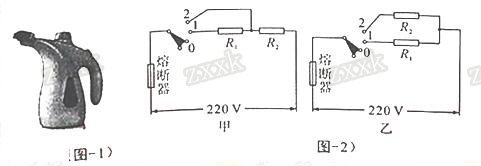 2 1 0 R₁ R₂
熔断器
220 V
甲
2 1 0 R₂
R₁
熔断器
220 V
乙
(图-1)
图-2)
zxxk